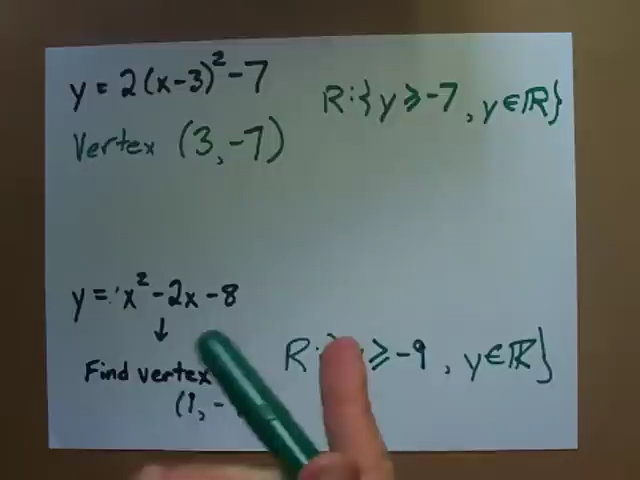 y = 2(x-3)² - 7
R:{y ≥ -7, y ∈ ℝ}
Vertex (3, -7)
y = x² - 2x - 8
↓
Find vertex
R: ≥ -9, y ∈ ℝ}
(1, -